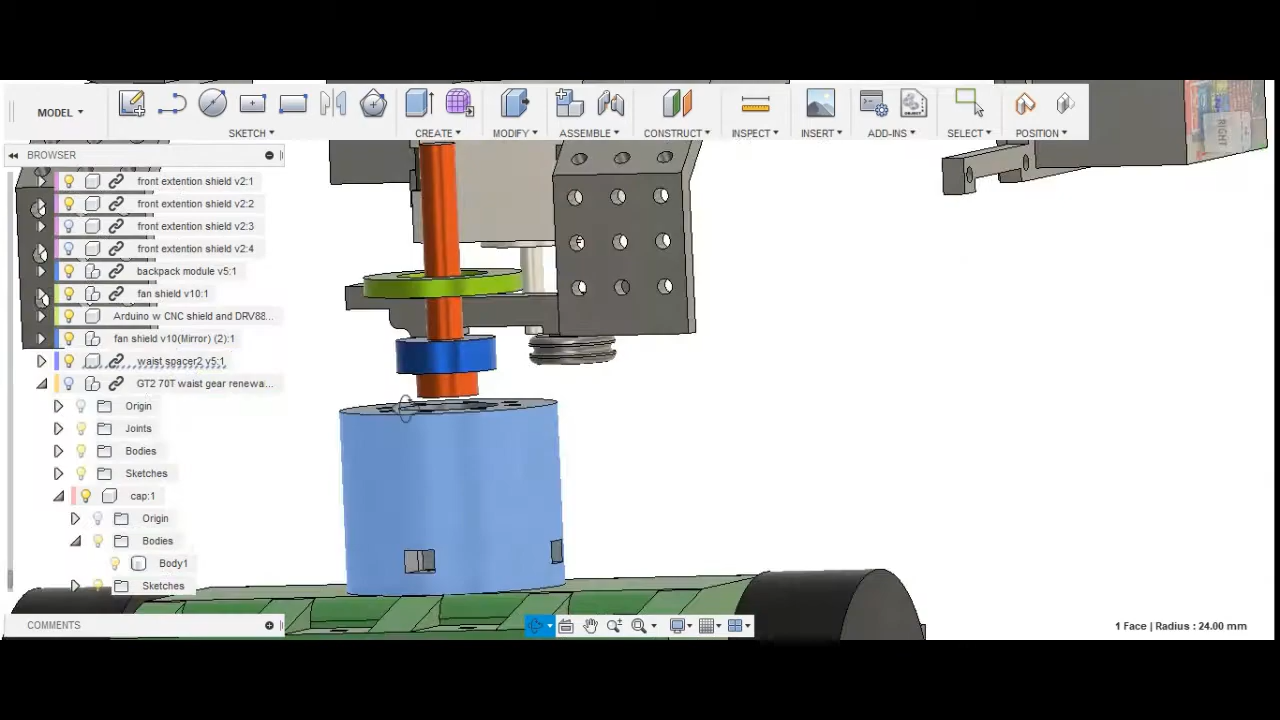 MODEL
SKETCH
CREATE
MODIFY
ASSEMBLE
CONSTRUCT
INSPECT
INSERT
ADD-INS
SELECT
POSITION
BROWSER
front extention shield v2:1
front extention shield v2:2
front extention shield v2:3
front extention shield v2:4
backpack module v5:1
fan shield v10:1
Arduino w CNC shield and DRV88...
fan shield v10(Mirror) (2):1
waist spacer2 v5:1
GT2 70T waist gear renewa...
Origin
Joints
Bodies
Sketches
cap:1
Origin
Bodies
Body1
Sketches
COMMENTS
1 Face | Radius : 24.00 mm
RIGHT